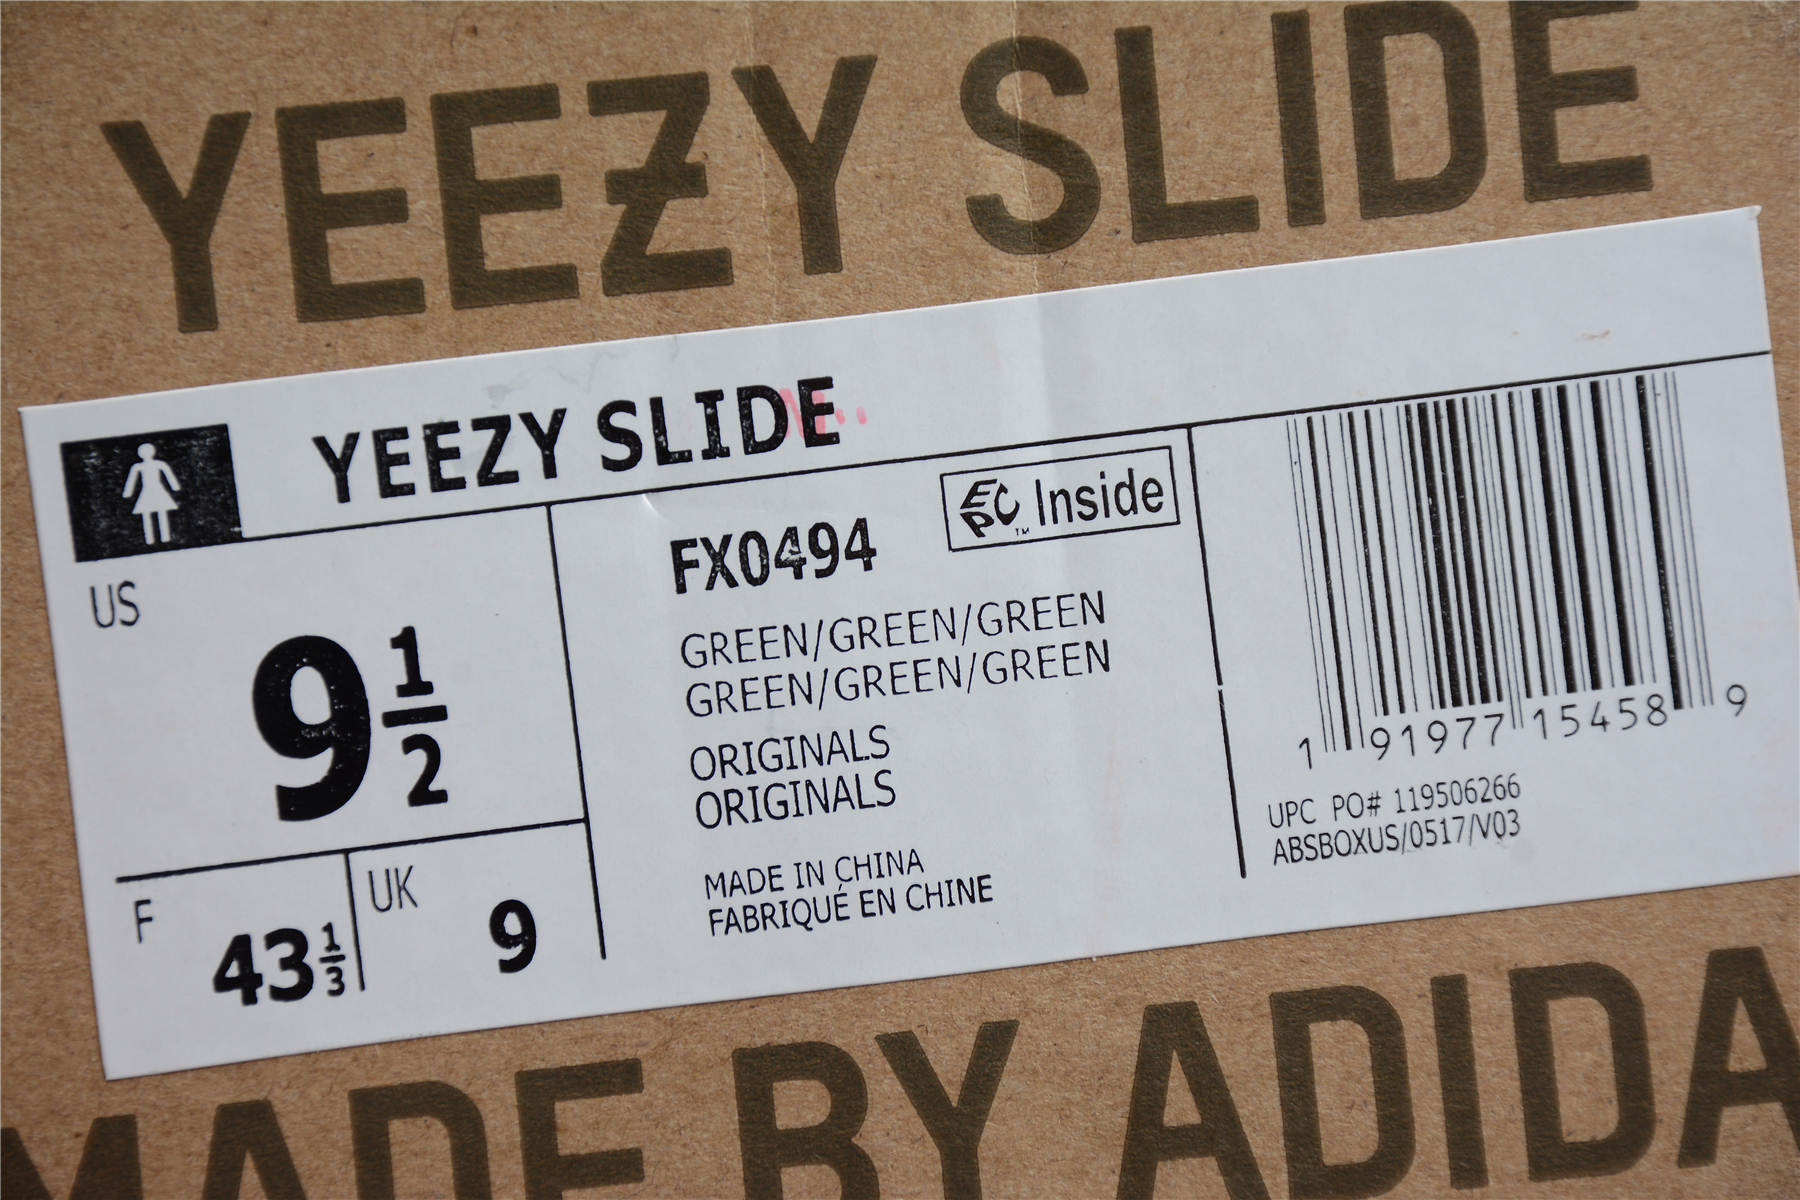 YEEZY SLIDE
YEEZY SLIDE
US
9 1/2
F
43 1/3
UK
9
FX0494
EPC™ Inside
GREEN/GREEN/GREEN
GREEN/GREEN/GREEN
ORIGINALS
ORIGINALS
MADE IN CHINA
FABRIQUÉ EN CHINE
1 91977 15458 9
UPC PO# 119506266
ABSBOXUS/0517/V03
MADE BY ADIDA